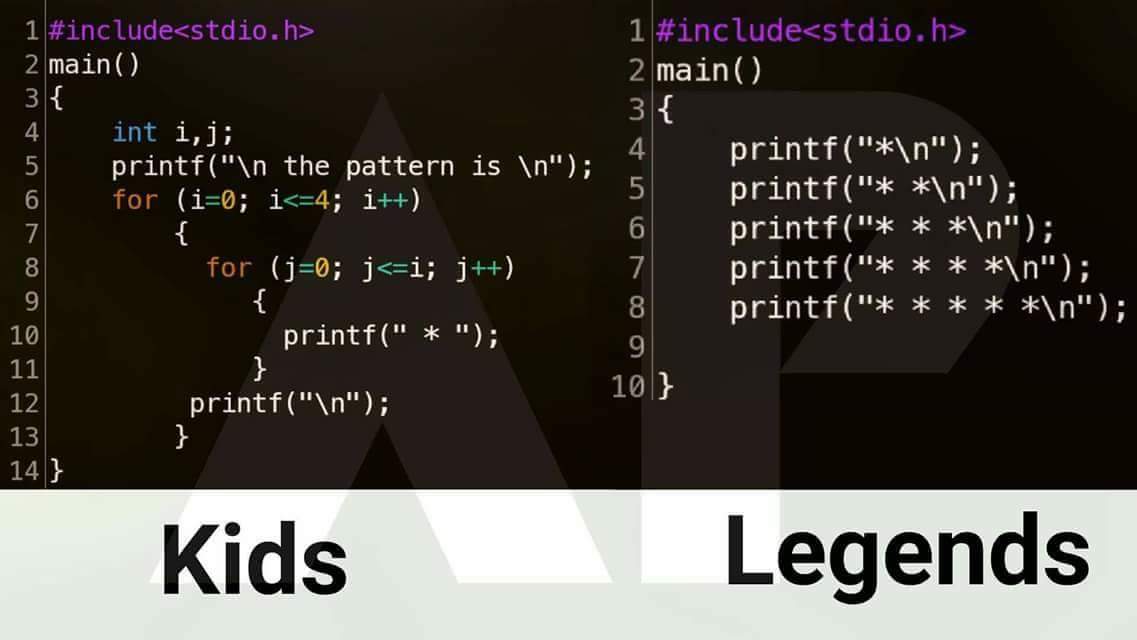 1 #include<stdio.h>
2 main()
3 {
4 int i,j;
5 printf("\n the pattern is \n");
6 for (i=0; i<=4; i++)
7 {
8 for (j=0; j<=i; j++)
9 {
10 printf(" * ");
11 }
12 printf("\n");
13 }
14 }
Kids
1 #include<stdio.h>
2 main()
3 {
4 printf("*\n");
5 printf("* *\n");
6 printf("* * *\n");
7 printf("* * * *\n");
8 printf("* * * * *\n");
9
10 }
Legends
AP